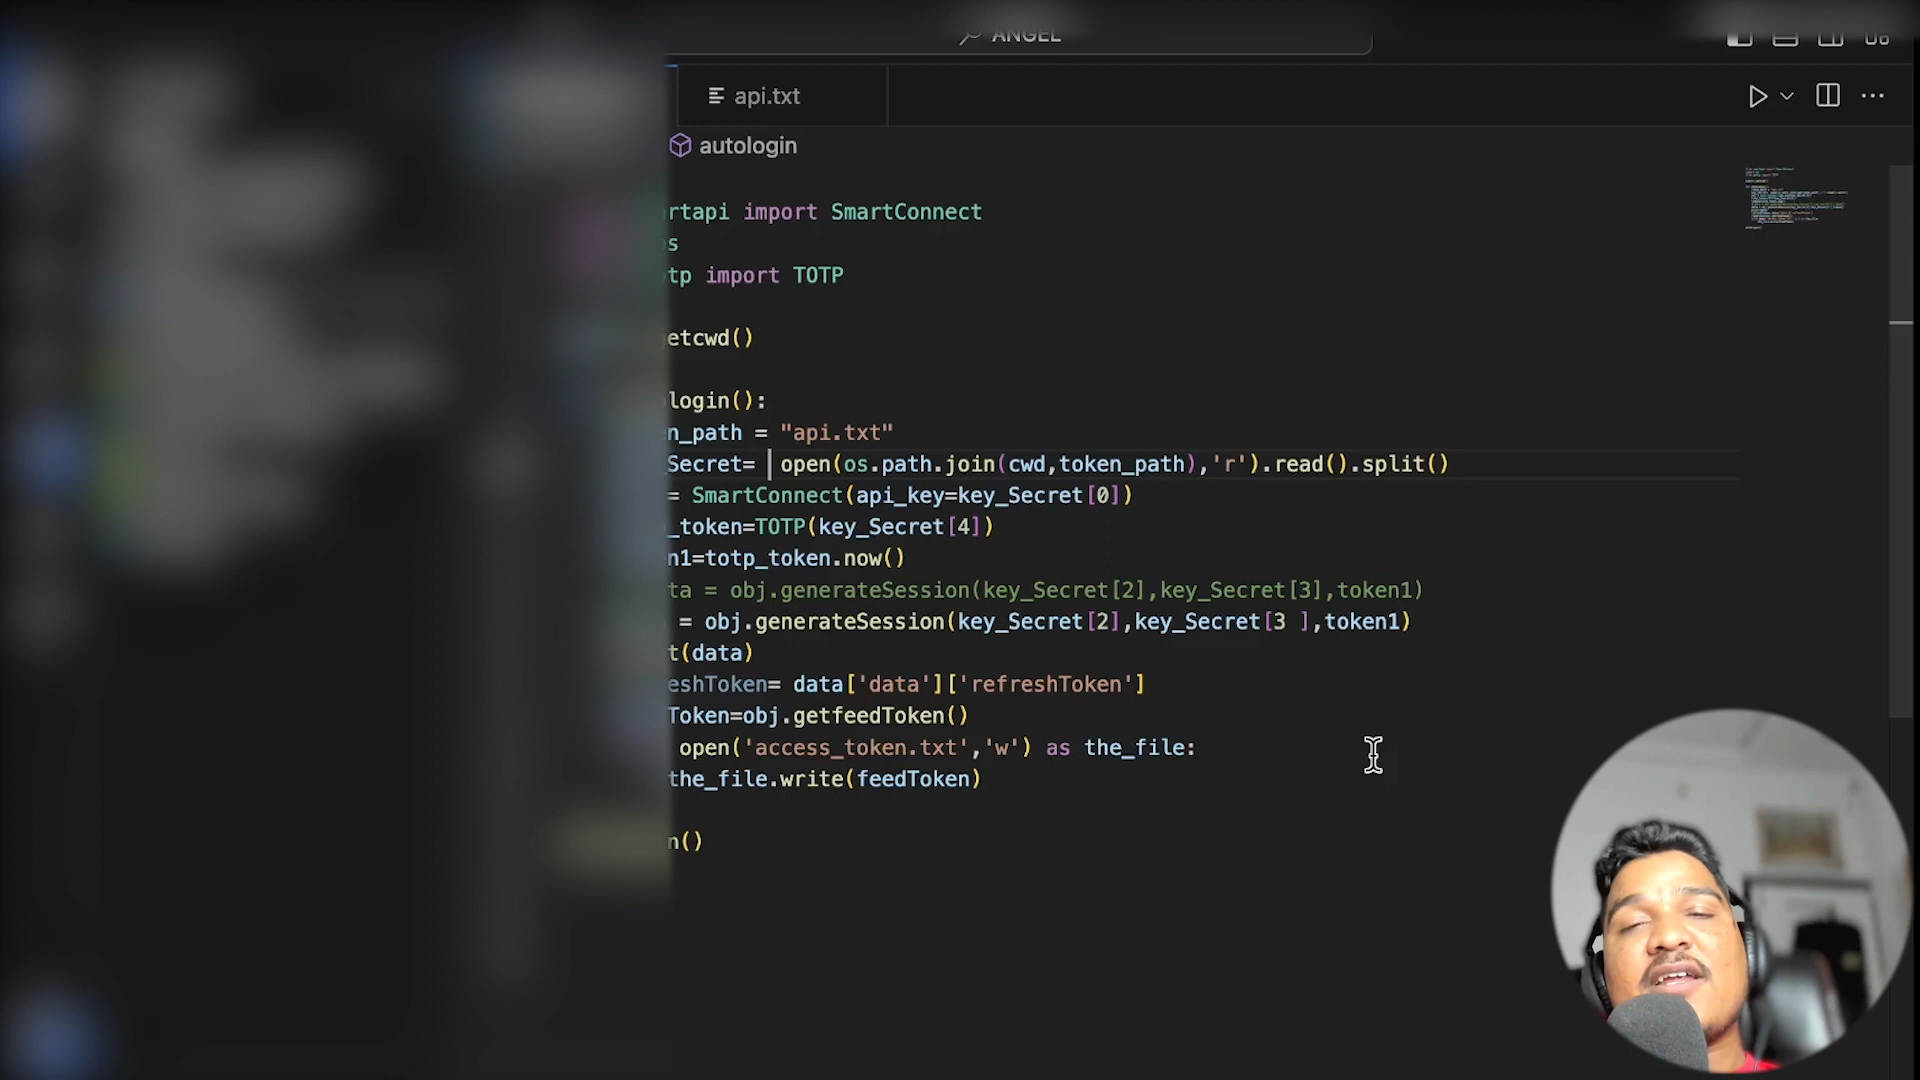 ANGEL
api.txt
autologin
rtapi import SmartConnect
os
tp import TOTP
getcwd()
login():
n_path = "api.txt"
Secret= open(os.path.join(cwd,token_path),'r').read().split()
= SmartConnect(api_key=key_Secret[0])
_token=TOTP(key_Secret[4])
n1=totp_token.now()
ta = obj.generateSession(key_Secret[2],key_Secret[3],token1)
= obj.generateSession(key_Secret[2],key_Secret[3 ],token1)
t(data)
eshToken= data['data']['refreshToken']
Token=obj.getfeedToken()
open('access_token.txt','w') as the_file:
the_file.write(feedToken)
n()